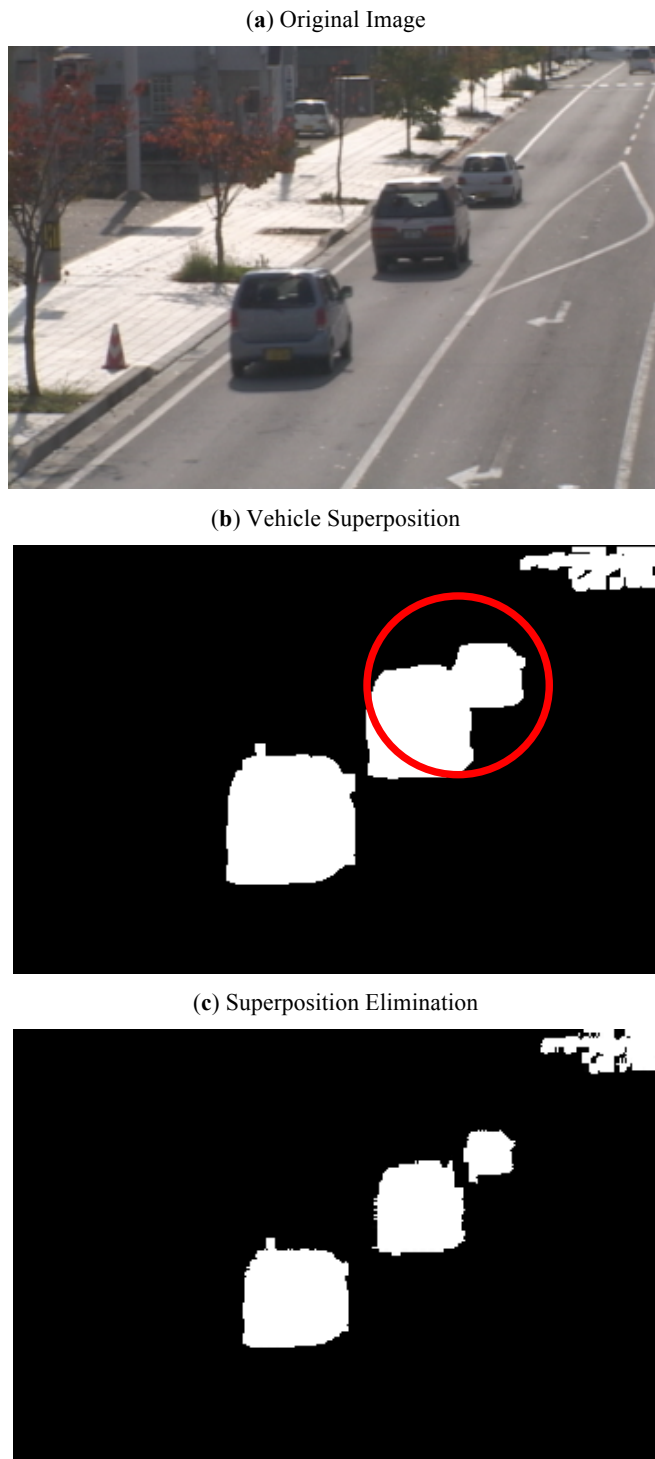 (a) Original Image
(b) Vehicle Superposition
(c) Superposition Elimination